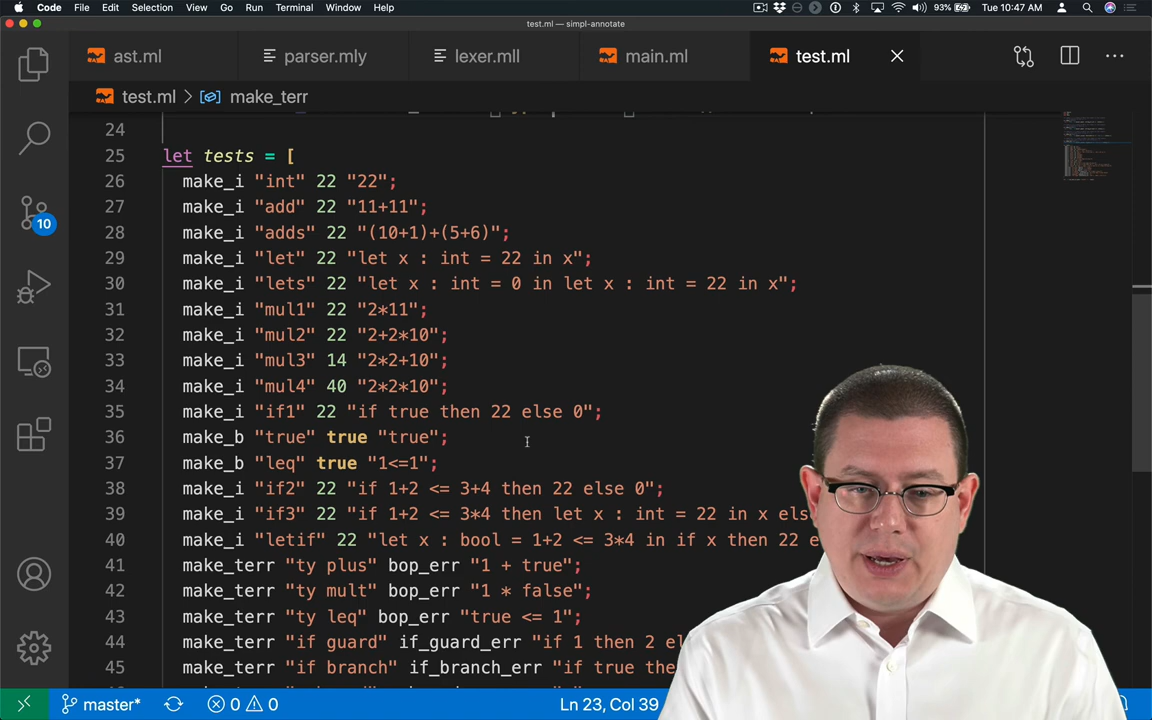 Code File Edit Selection View Go Run Terminal Window Help 93% Tue 10:47 AM
test.ml — simpl-annotate
ast.ml parser.mly lexer.mll main.ml test.ml
test.ml > make_terr
24
25 let tests = [
26 make_i "int" 22 "22";
27 make_i "add" 22 "11+11";
28 make_i "adds" 22 "(10+1)+(5+6)";
29 make_i "let" 22 "let x : int = 22 in x";
30 make_i "lets" 22 "let x : int = 0 in let x : int = 22 in x";
31 make_i "mul1" 22 "2*11";
32 make_i "mul2" 22 "2+2*10";
33 make_i "mul3" 14 "2*2+10";
34 make_i "mul4" 40 "2*2*10";
35 make_i "if1" 22 "if true then 22 else 0";
36 make_b "true" true "true";
37 make_b "leq" true "1<=1";
38 make_i "if2" 22 "if 1+2 <= 3+4 then 22 else 0";
39 make_i "if3" 22 "if 1+2 <= 3*4 then let x : int = 22 in x els
40 make_i "letif" 22 "let x : bool = 1+2 <= 3*4 in if x then 22 e
41 make_terr "ty plus" bop_err "1 + true";
42 make_terr "ty mult" bop_err "1 * false";
43 make_terr "ty leq" bop_err "true <= 1";
44 make_terr "if guard" if_guard_err "if 1 then 2 el
45 make_terr "if branch" if_branch_err "if true the
10
master* 0 0 Ln 23, Col 39